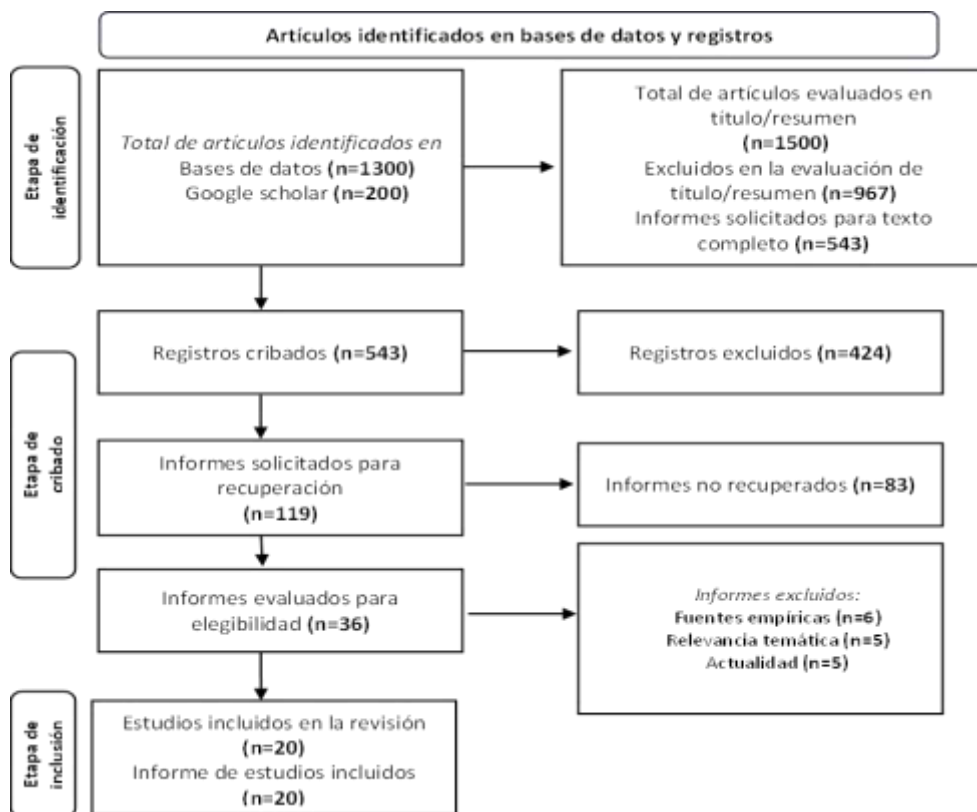 Artículos identificados en bases de datos y registros
Etapa de
identificación
Total de artículos identificados en
Bases de datos (n=1300)
Google scholar (n=200)
Total de artículos evaluados en
título/resumen
(n=1500)
Excluidos en la evaluación de
título/resumen (n=967)
Informes solicitados para texto
completo (n=543)
Etapa de
cribado
Registros cribados (n=543)
Registros excluidos (n=424)
Informes solicitados para
recuperación
(n=119)
Informes no recuperados (n=83)
Informes evaluados para
elegibilidad (n=36)
Informes excluidos:
Fuentes empíricas (n=6)
Relevancia temática (n=5)
Actualidad (n=5)
Etapa de
inclusión
Estudios incluidos en la revisión
(n=20)
Informe de estudios incluidos
(n=20)